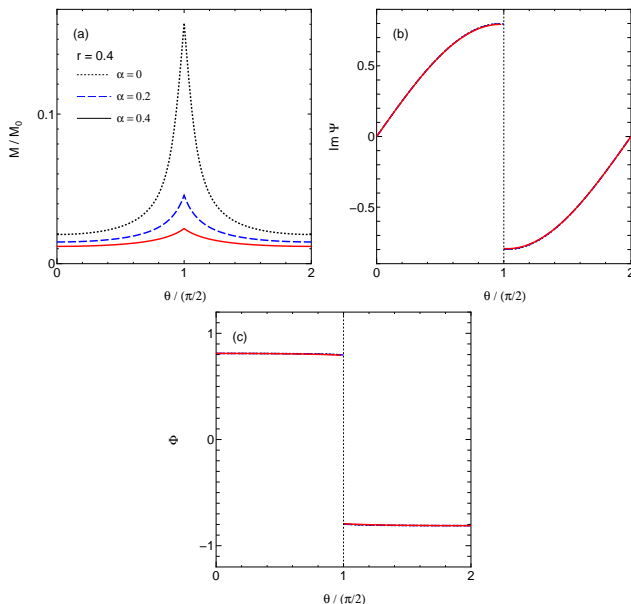 (a)
r = 0.4
α = 0
α = 0.2
α = 0.4
0.1
0
M / M₀
0 1 2
θ / (π/2)
(b)
0.5
0
−0.5
Im Ψ
0 1 2
θ / (π/2)
(c)
1
0
−1
Φ
0 1 2
θ / (π/2)